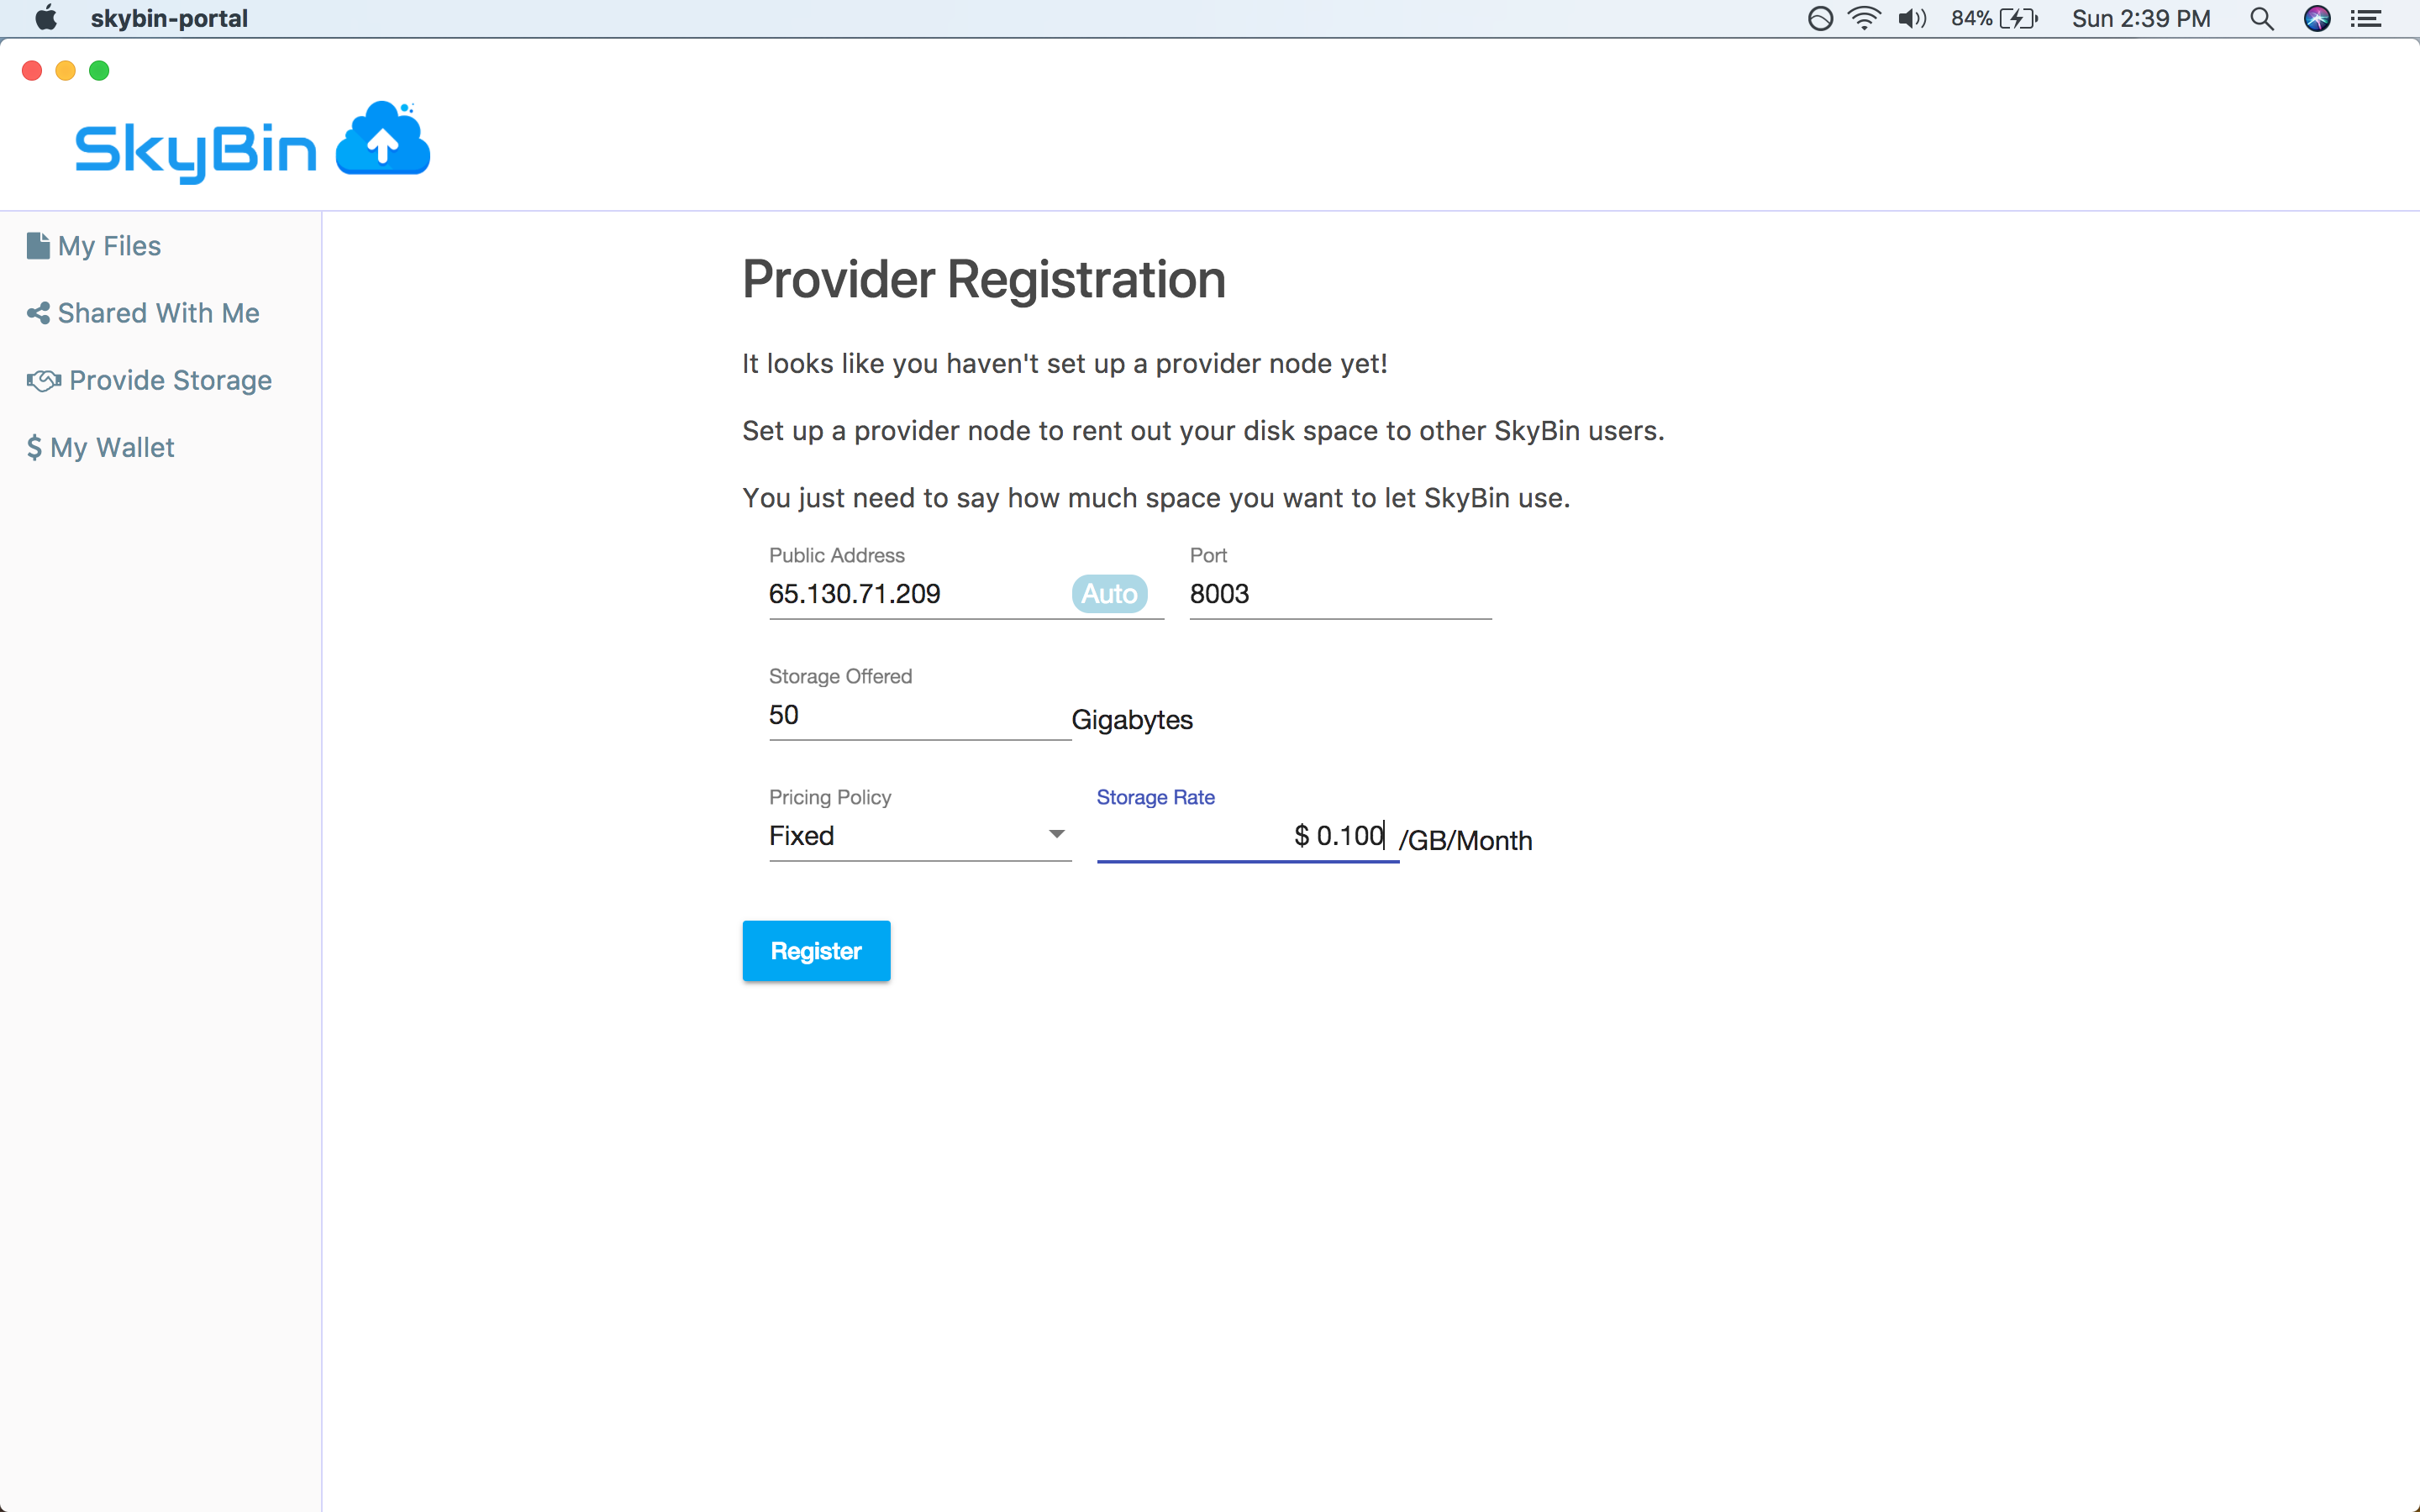 skybin-portal
84%
Sun 2:39 PM
SkyBin
My Files
Shared With Me
Provide Storage
$ My Wallet
Provider Registration
It looks like you haven't set up a provider node yet!
Set up a provider node to rent out your disk space to other SkyBin users.
You just need to say how much space you want to let SkyBin use.
Public Address
Port
65.130.71.209
Auto
8003
Storage Offered
50
Gigabytes
Pricing Policy
Storage Rate
Fixed
$ 0.100
/GB/Month
Register